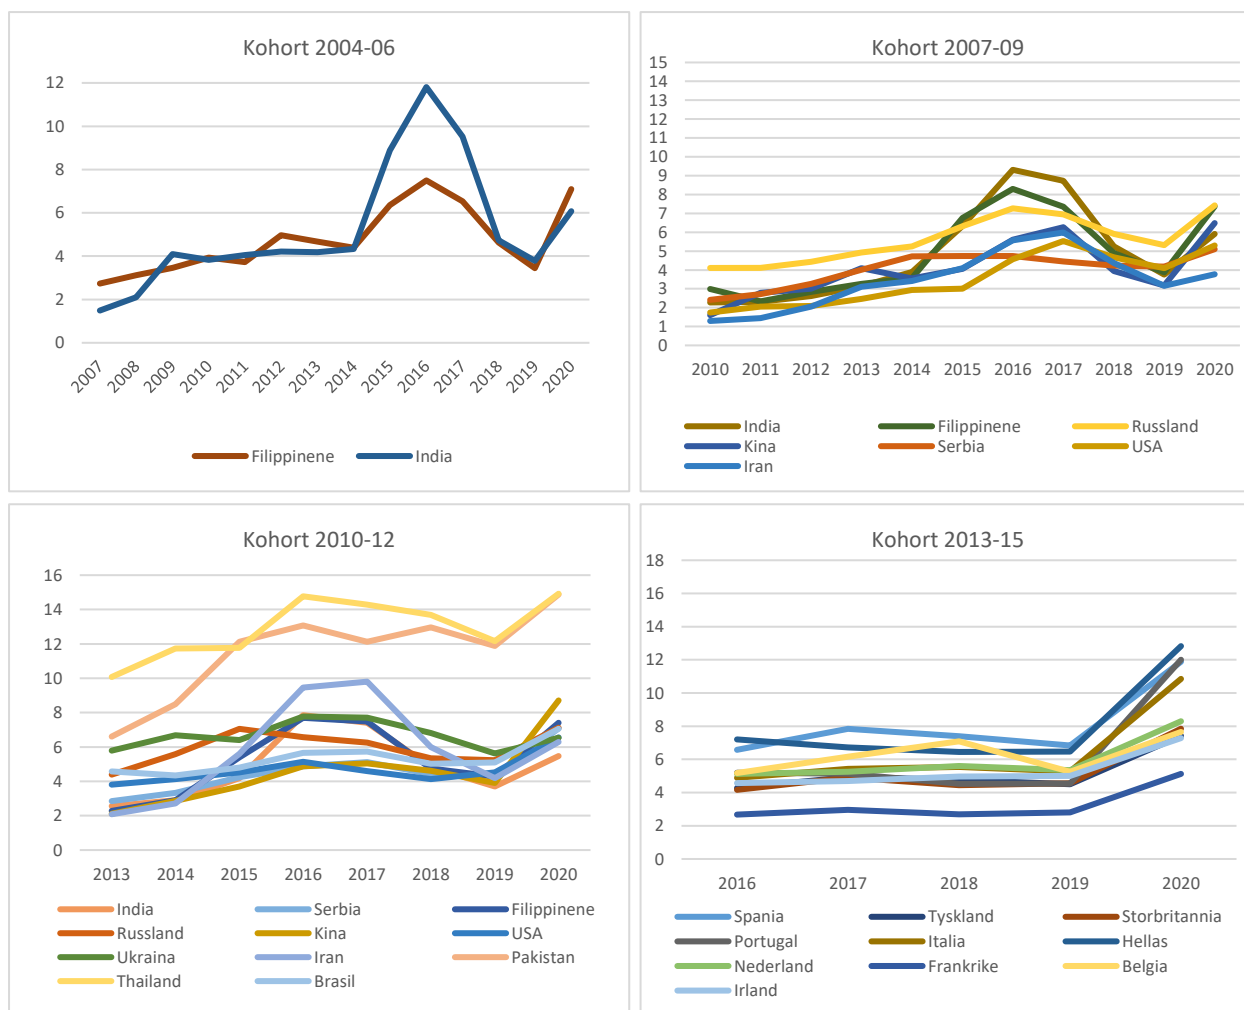 Kohort 2004-06
12
10
8
6
4
2
0
2007 2008 2009 2010 2011 2012 2013 2014 2015 2016 2017 2018 2019 2020
Filippinene India
Kohort 2007-09
15
14
13
12
11
10
9
8
7
6
5
4
3
2
1
0
2010 2011 2012 2013 2014 2015 2016 2017 2018 2019 2020
India Filippinene Russland
Kina Serbia USA
Iran
Kohort 2010-12
16
14
12
10
8
6
4
2
0
2013 2014 2015 2016 2017 2018 2019 2020
India Serbia Filippinene
Russland Kina USA
Ukraina Iran Pakistan
Thailand Brasil
Kohort 2013-15
18
16
14
12
10
8
6
4
2
0
2016 2017 2018 2019 2020
Spania Tyskland Storbritannia
Portugal Italia Hellas
Nederland Frankrike Belgia
Irland